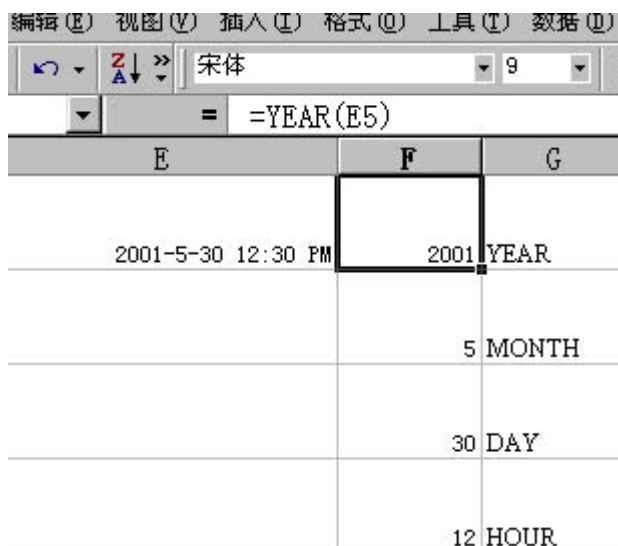 编辑(E) 视图(V) 插入(I) 格式(O) 工具(T) 数据(D)
宋体 9
= =YEAR(E5)
E F G
2001-5-30 12:30 PM 2001 YEAR
5 MONTH
30 DAY
12 HOUR